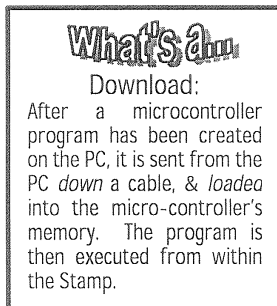 What's a...
Download:
After a microcontroller
program has been created
on the PC, it is sent from the
PC down a cable, & loaded
into the micro-controller's
memory. The program is
then executed from within
the Stamp.